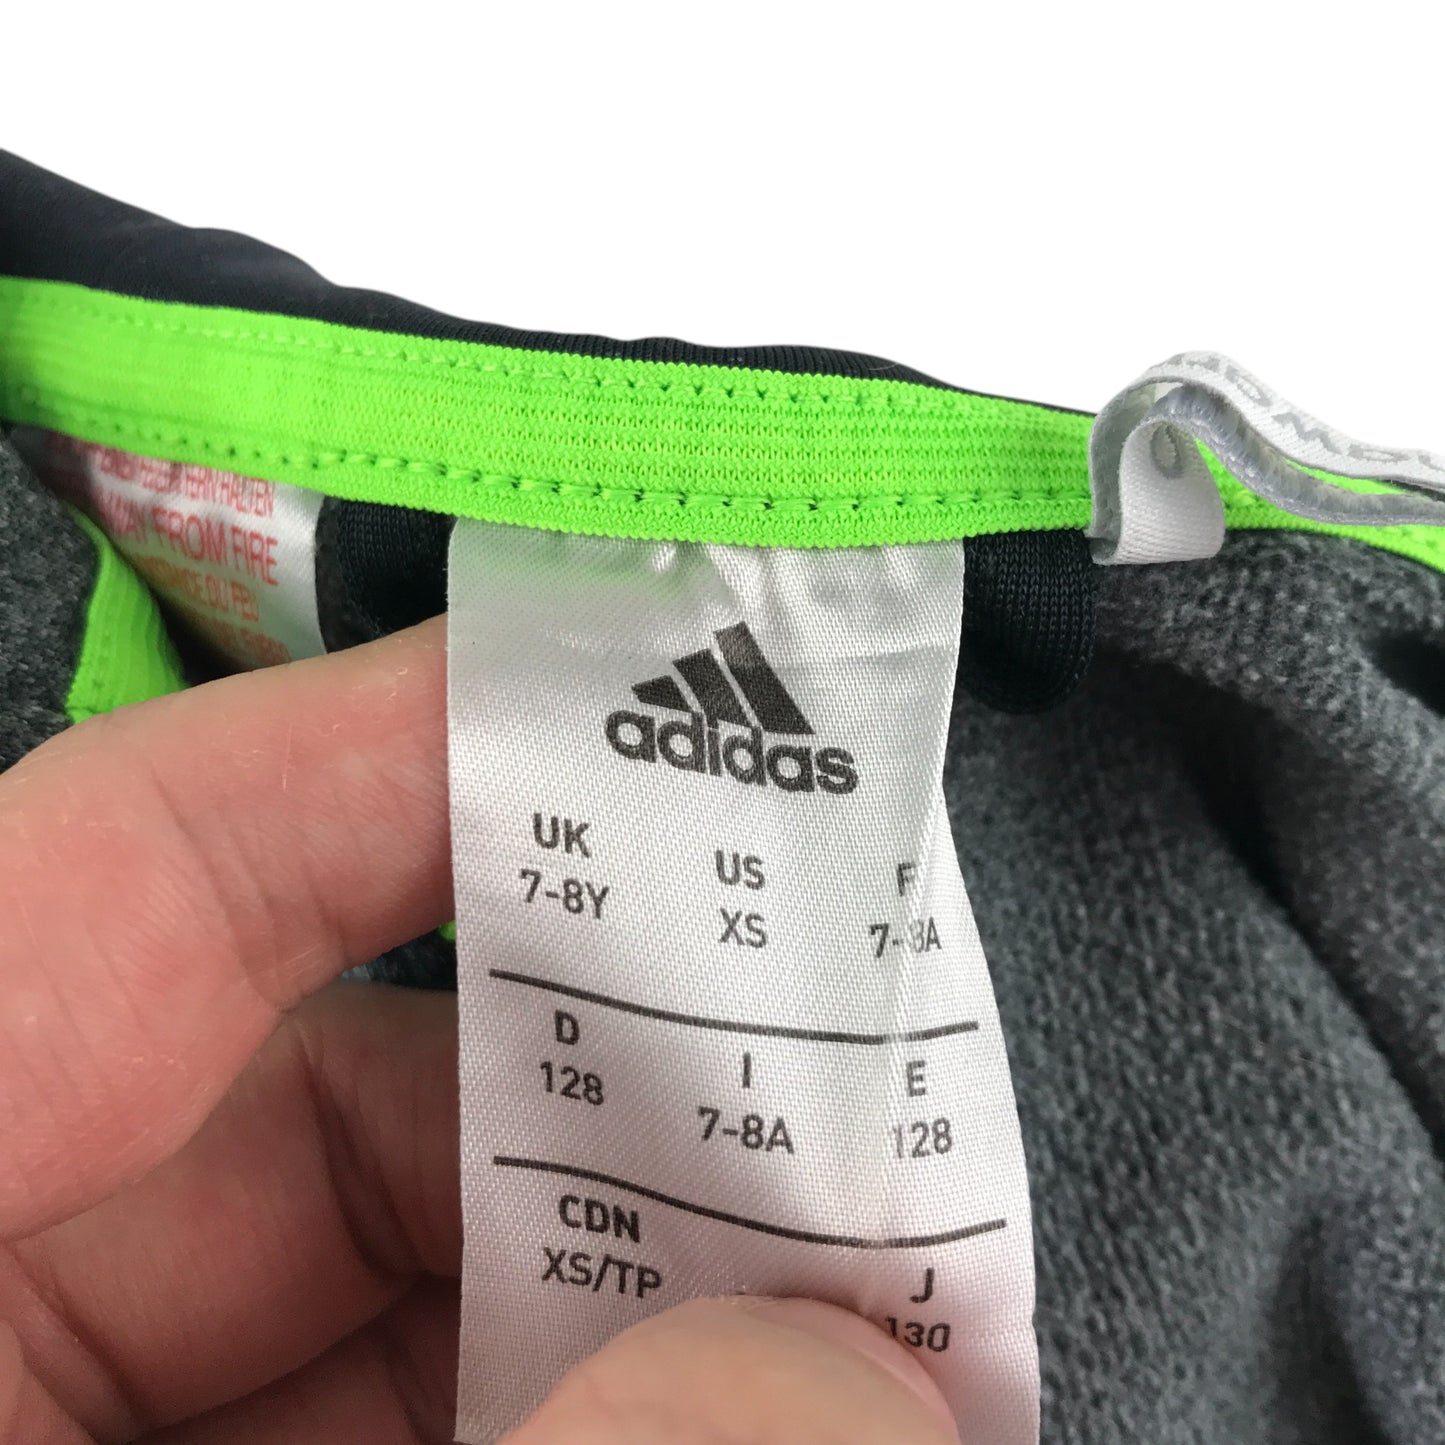 AWAY FROM FIRE
adidas
UK US F
7-8Y XS 7-8A
D I E
128 7-8A 128
CDN J
XS/TP 130